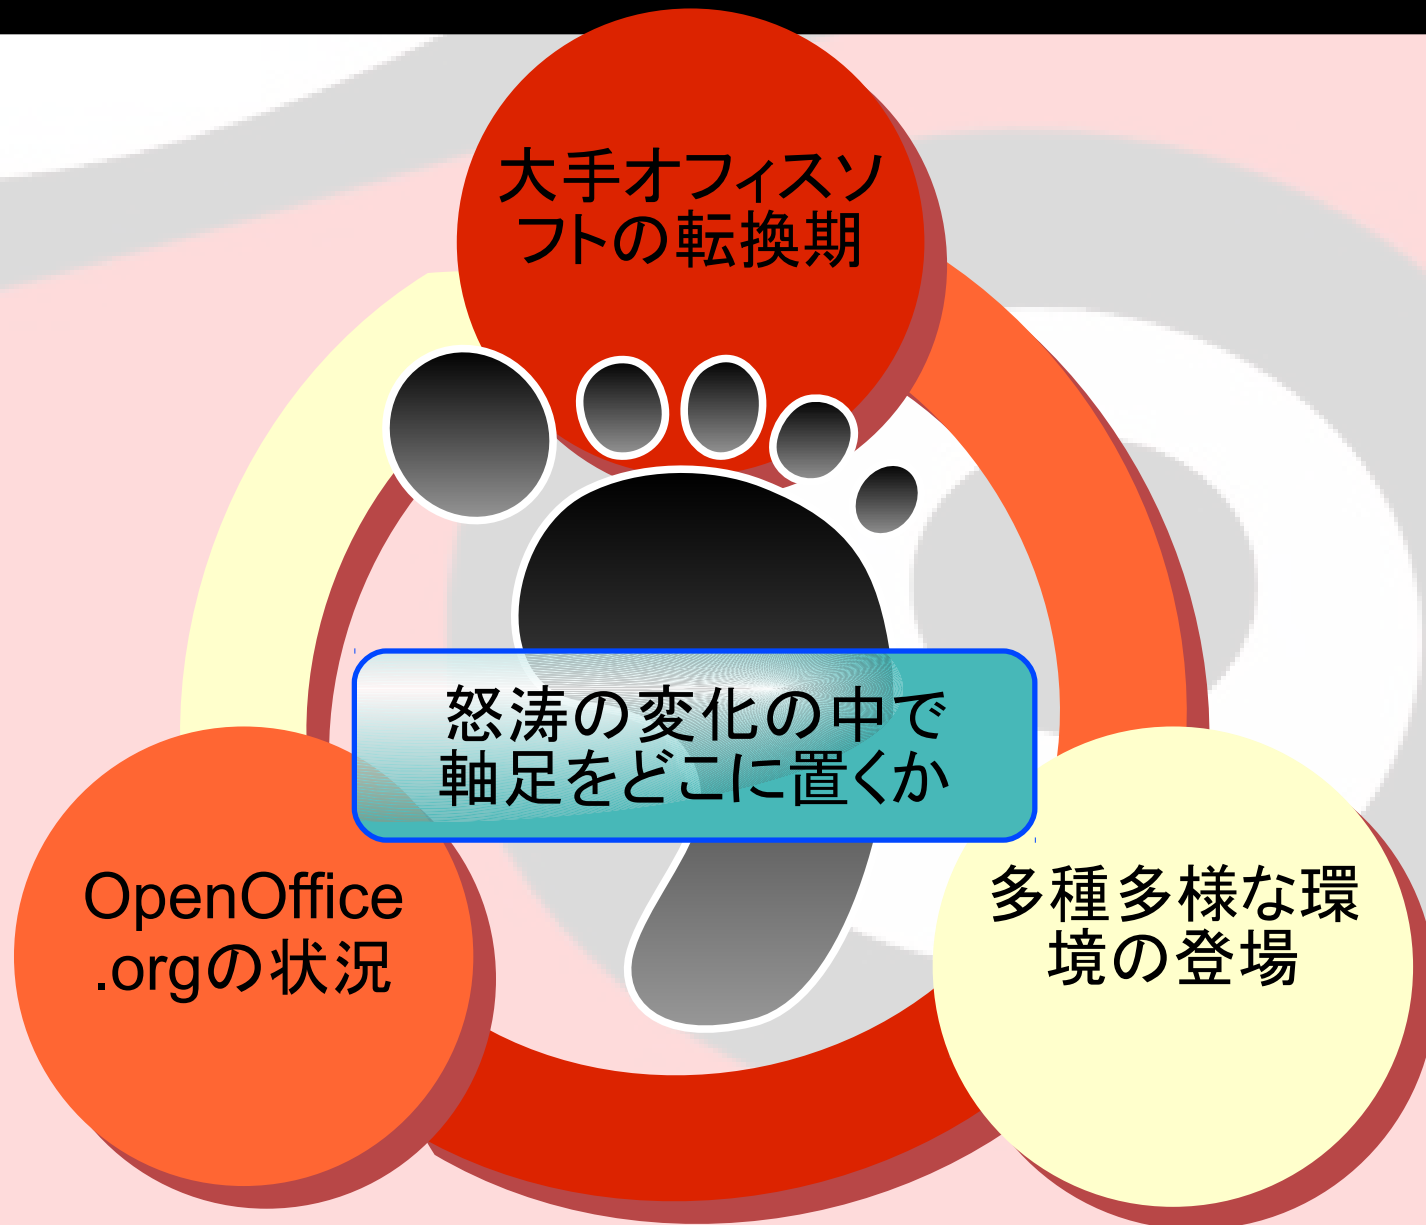 大手オフィスソ
フトの転換期
怒涛の変化の中で
軸足をどこに置くか
OpenOffice
.orgの状況
多種多様な環
境の登場